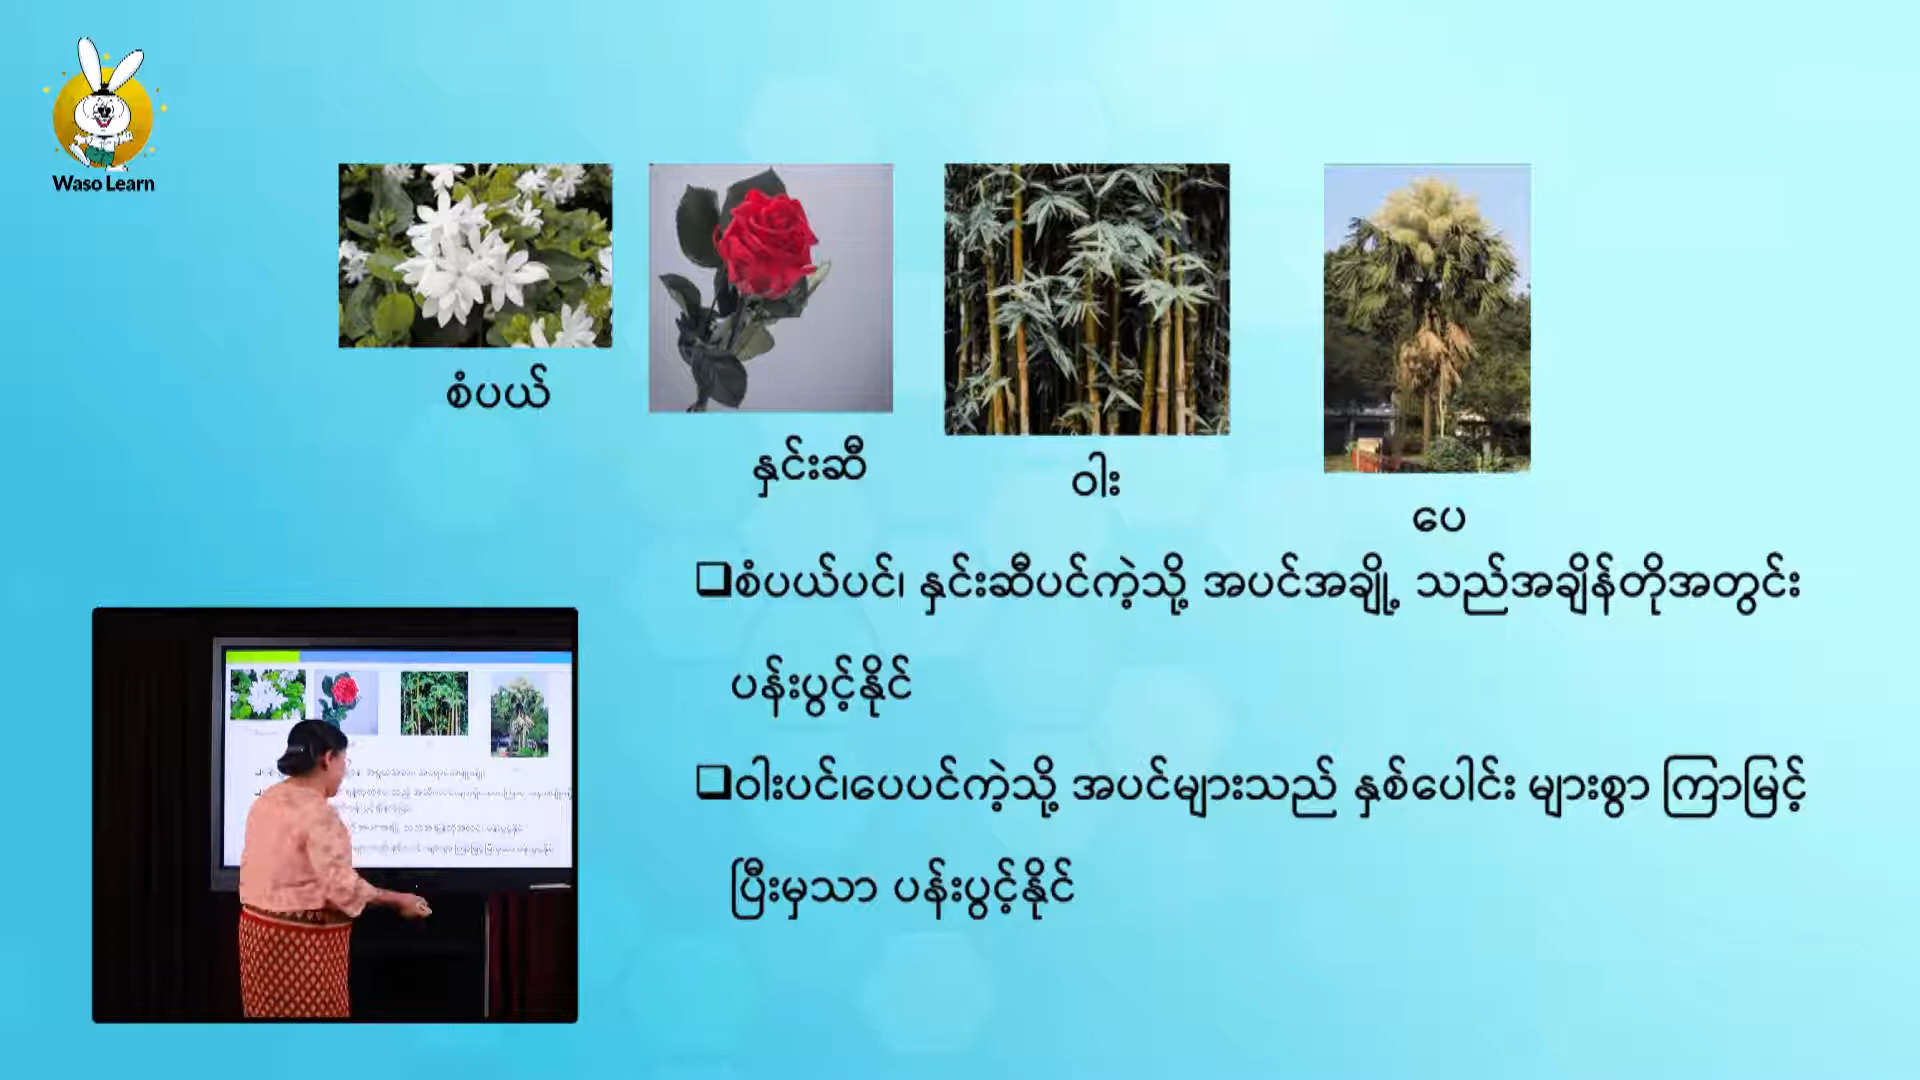 Waso Learn
စံပယ်
နှင်းဆီ
ဝါး
ပေ
စံပယ်ပင်၊ နှင်းဆီပင်ကဲ့သို့ အပင်အချို့ သည်အချိန်တိုအတွင်း
ပန်းပွင့်နိုင်
ဝါးပင်၊ပေပင်ကဲ့သို့ အပင်များသည် နှစ်ပေါင်း များစွာ ကြာမြင့်
ပြီးမှသာ ပန်းပွင့်နိုင်